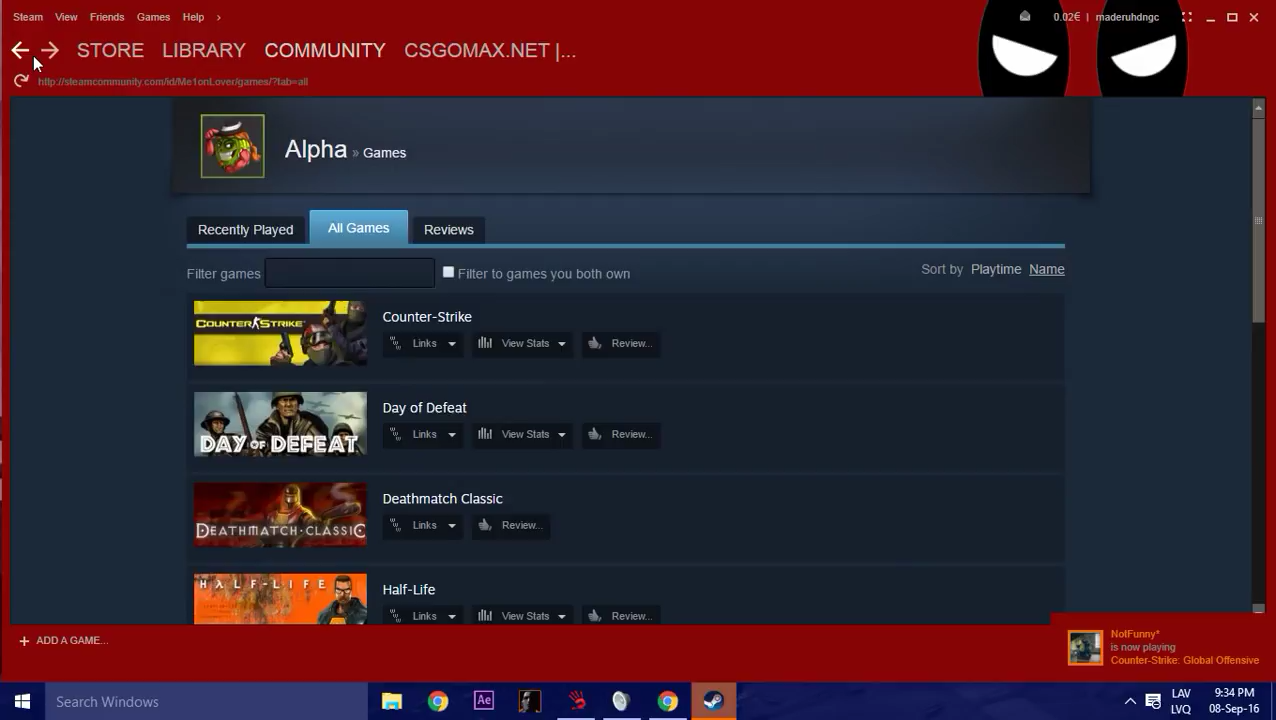 Steam View Friends Games Help ›
0.02€ | maderuhdngc
STORE LIBRARY COMMUNITY CSGOMAX.NET |...
http://steamcommunity.com/id/Me1onLover/games/?tab=all
Alpha » Games
Recently Played All Games Reviews
Filter games Filter to games you both own Sort by Playtime Name
COUNTER-STRIKE
Counter-Strike
Links View Stats Review...
DAY OF DEFEAT
Day of Defeat
Links View Stats Review...
DEATHMATCH CLASSIC
Deathmatch Classic
Links Review...
HALF-LIFE
Half-Life
Links View Stats Review...
+ ADD A GAME...
NotFunny*
is now playing
Counter-Strike: Global Offensive
Search Windows
Ae
LAV
LVQ
9:34 PM
08-Sep-16